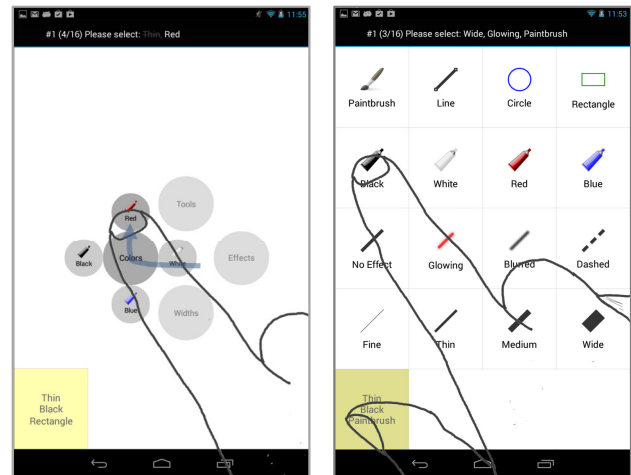 11:55
#1 (4/16) Please select: Thin, Red
Tools
Red
Black
Colors
White
Effects
Blue
Widths
Thin
Black
Rectangle
11:53
#1 (3/16) Please select: Wide, Glowing, Paintbrush
Paintbrush
Line
Circle
Rectangle
Black
White
Red
Blue
No Effect
Glowing
Blurred
Dashed
Fine
Thin
Medium
Wide
Thin
Black
Paintbrush